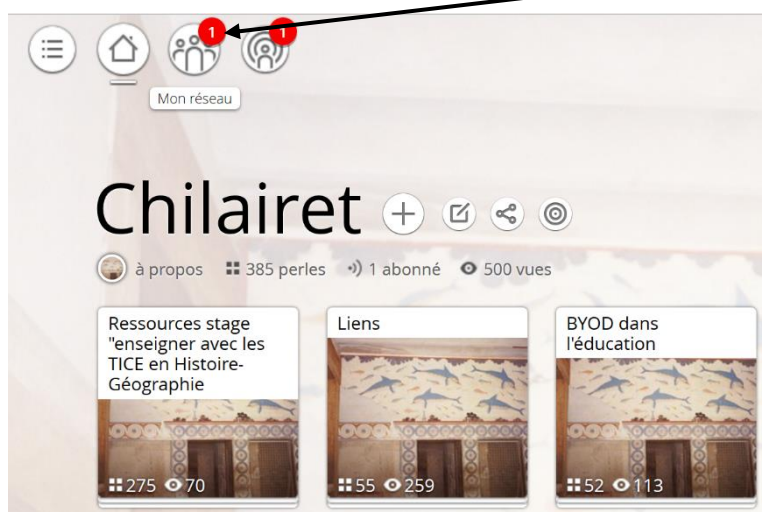 1
1
Mon réseau
Chilairet
à propos 385 perles 1 abonné 500 vues
Ressources stage
"enseigner avec les
TICE en Histoire-
Géographie
275 70
Liens
55 259
BYOD dans
l'éducation
52 113